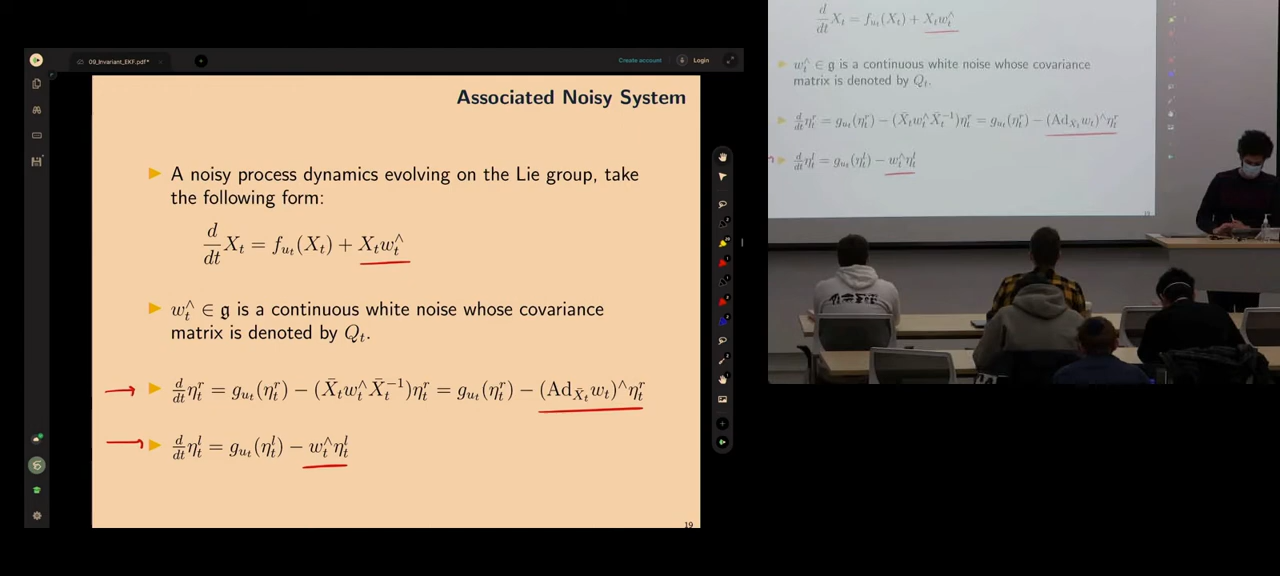 09_Invariant_EKF.pdf*
Create account
Login
Associated Noisy System
A noisy process dynamics evolving on the Lie group, take
the following form:
d/dt X_t = f_{u_t}(X_t) + X_t w_t^∧
w_t^∧ ∈ 𝔤 is a continuous white noise whose covariance
matrix is denoted by Q_t.
d/dt η_t^r = g_{u_t}(η_t^r) − (X̄_t w_t^∧ X̄_t^{-1})η_t^r = g_{u_t}(η_t^r) − (Ad_{X̄_t} w_t)^∧ η_t^r
d/dt η_t^l = g_{u_t}(η_t^l) − w_t^∧ η_t^l
19
d/dt X_t = f_{u_t}(X_t) + X_t w_t^∧
w_t^∧ ∈ 𝔤 is a continuous white noise whose covariance
matrix is denoted by Q_t.
d/dt η_t^r = g_{u_t}(η_t^r) − (X̄_t w_t^∧ X̄_t^{-1})η_t^r = g_{u_t}(η_t^r) − (Ad_{X̄_t} w_t)^∧ η_t^r
d/dt η_t^l = g_{u_t}(η_t^l) − w_t^∧ η_t^l
19